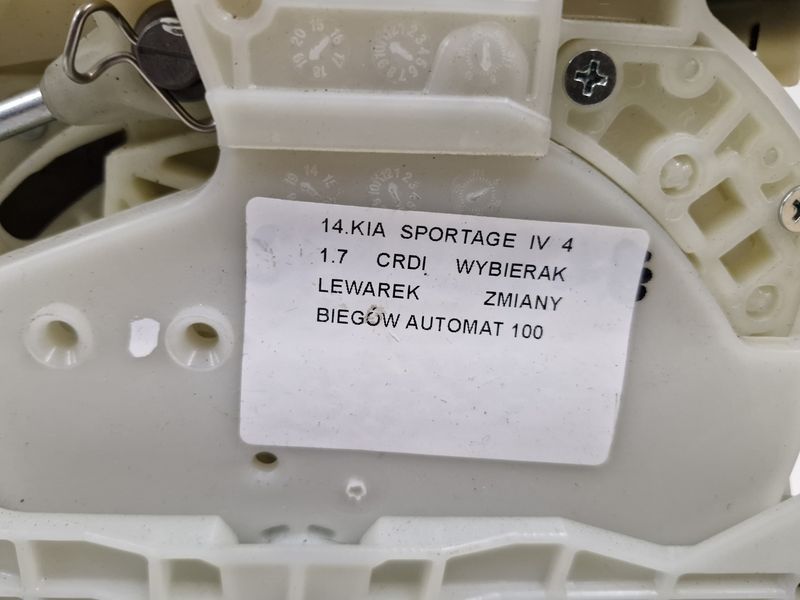 14.KIA SPORTAGE IV 4
1.7 CRDI WYBIERAK
LEWAREK ZMIANY
BIEGÓW AUTOMAT 100